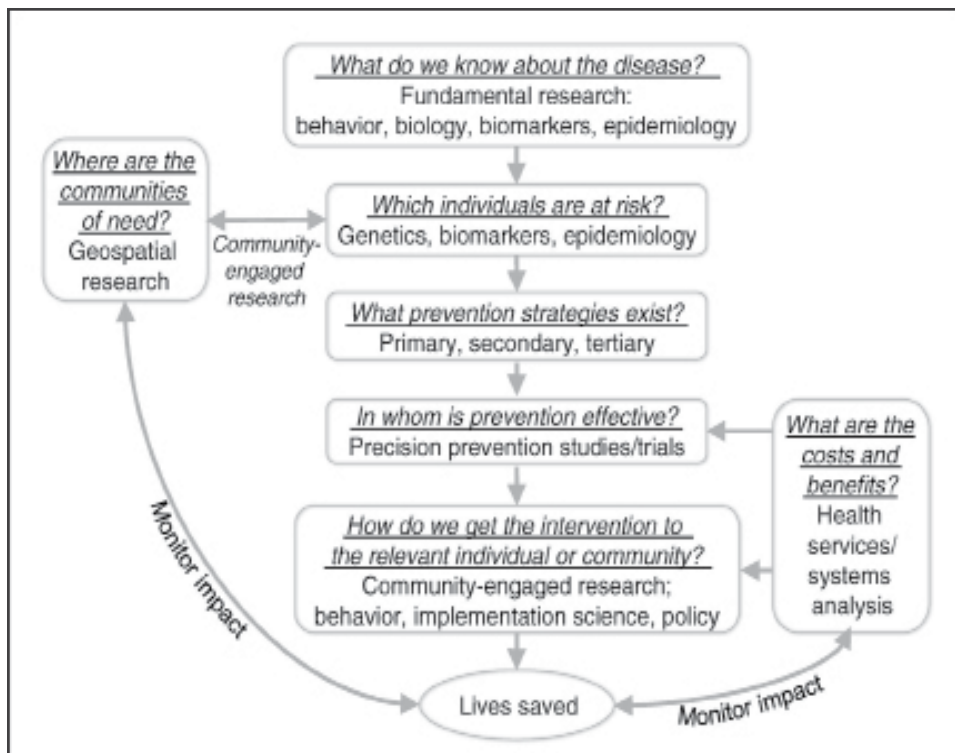 What do we know about the disease?
Fundamental research:
behavior, biology, biomarkers, epidemiology
Where are the
communities
of need?
Geospatial
research
Community-
engaged
research
Which individuals are at risk?
Genetics, biomarkers, epidemiology
What prevention strategies exist?
Primary, secondary, tertiary
In whom is prevention effective?
Precision prevention studies/trials
What are the
costs and
benefits?
Health
services/
systems
analysis
How do we get the intervention to
the relevant individual or community?
Community-engaged research;
behavior, implementation science, policy
Monitor impact
Lives saved
Monitor impact